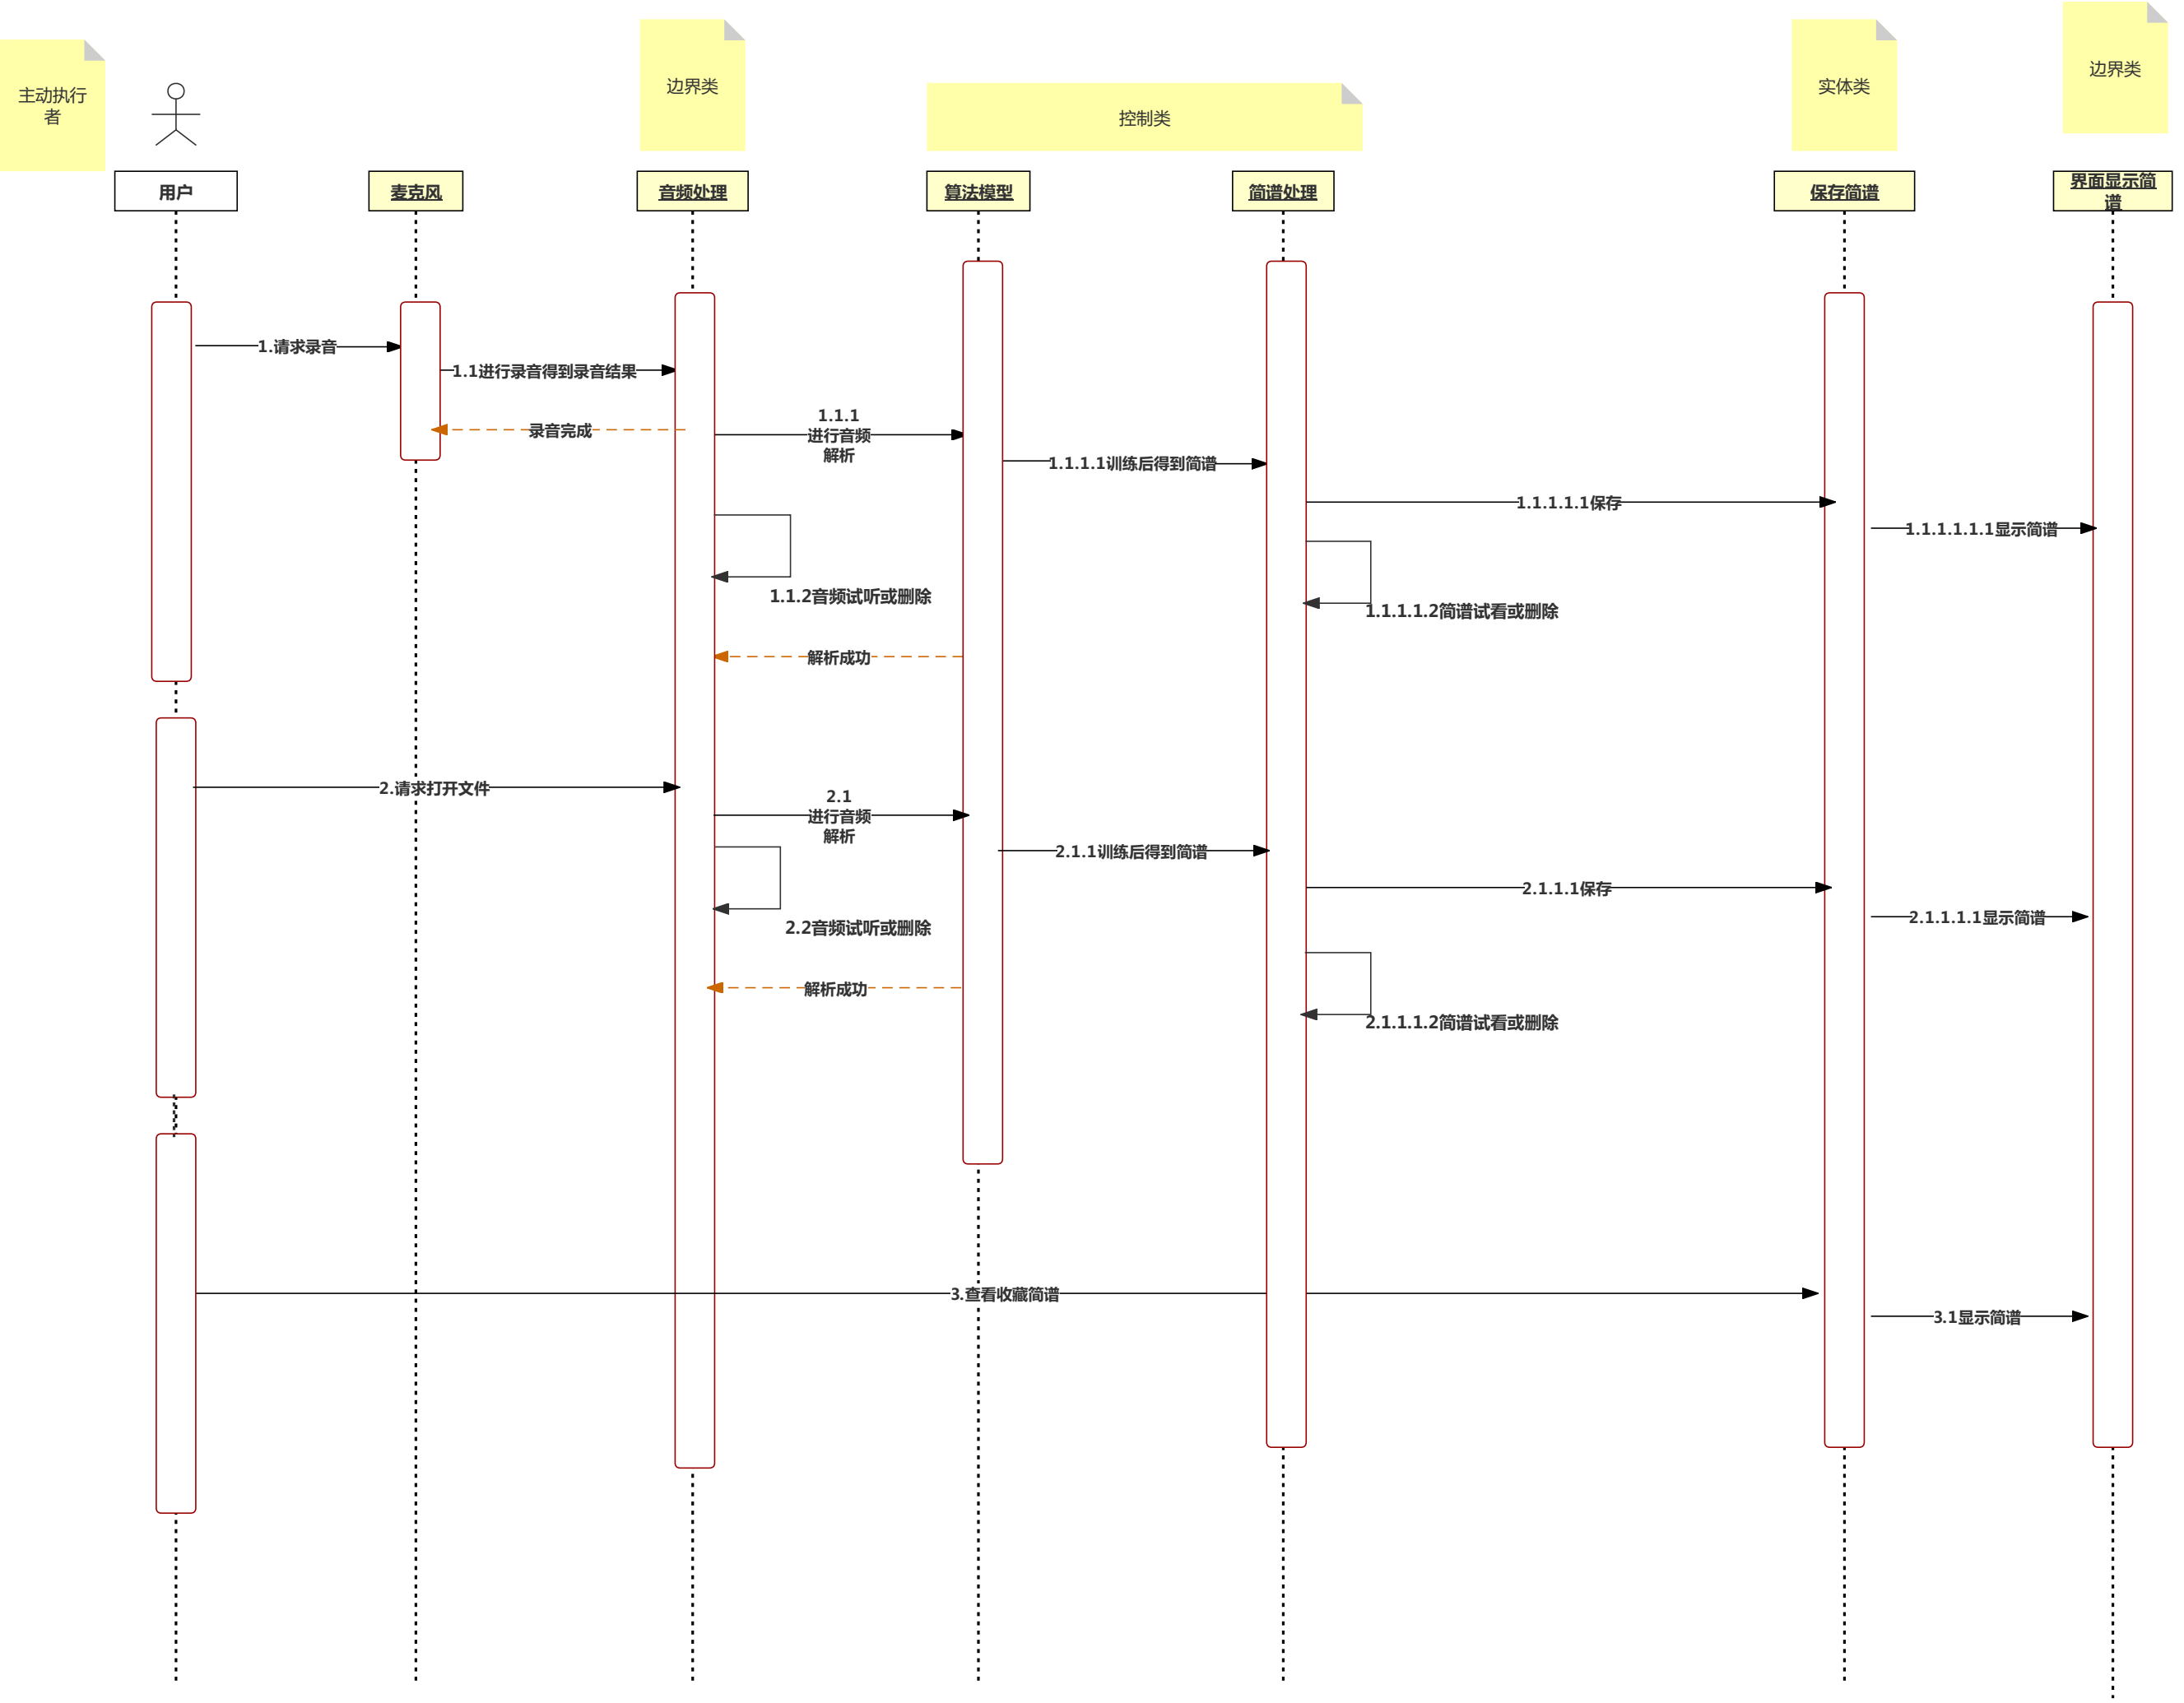 主动执行
者
边界类
控制类
实体类
边界类
用户
麦克风
音频处理
算法模型
简谱处理
保存简谱
界面显示简
谱
1.请求录音
1.1进行录音得到录音结果
录音完成
1.1.1
进行音频
解析
1.1.1.1训练后得到简谱
1.1.1.1.1保存
1.1.1.1.1.1显示简谱
1.1.2音频试听或删除
1.1.1.1.2简谱试看或删除
解析成功
2.请求打开文件
2.1
进行音频
解析
2.1.1训练后得到简谱
2.1.1.1保存
2.1.1.1.1显示简谱
2.2音频试听或删除
解析成功
2.1.1.1.2简谱试看或删除
3.查看收藏简谱
3.1显示简谱